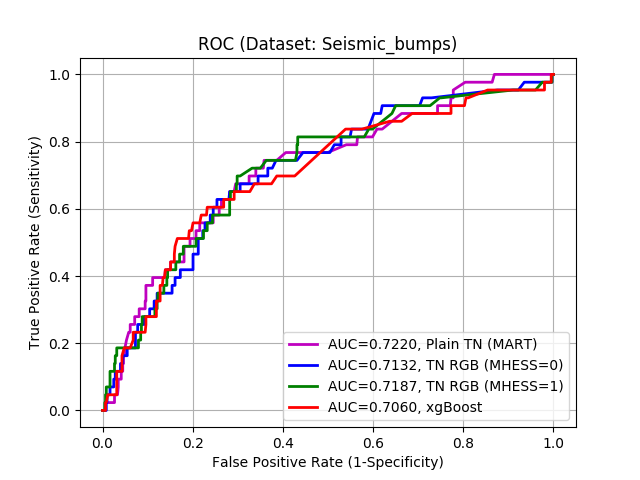 ROC (Dataset: Seismic_bumps)
True Positive Rate (Sensitivity)
1.0
0.8
0.6
0.4
0.2
0.0
AUC=0.7220, Plain TN (MART)
AUC=0.7132, TN RGB (MHESS=0)
AUC=0.7187, TN RGB (MHESS=1)
AUC=0.7060, xgBoost
0.0 0.2 0.4 0.6 0.8 1.0
False Positive Rate (1-Specificity)